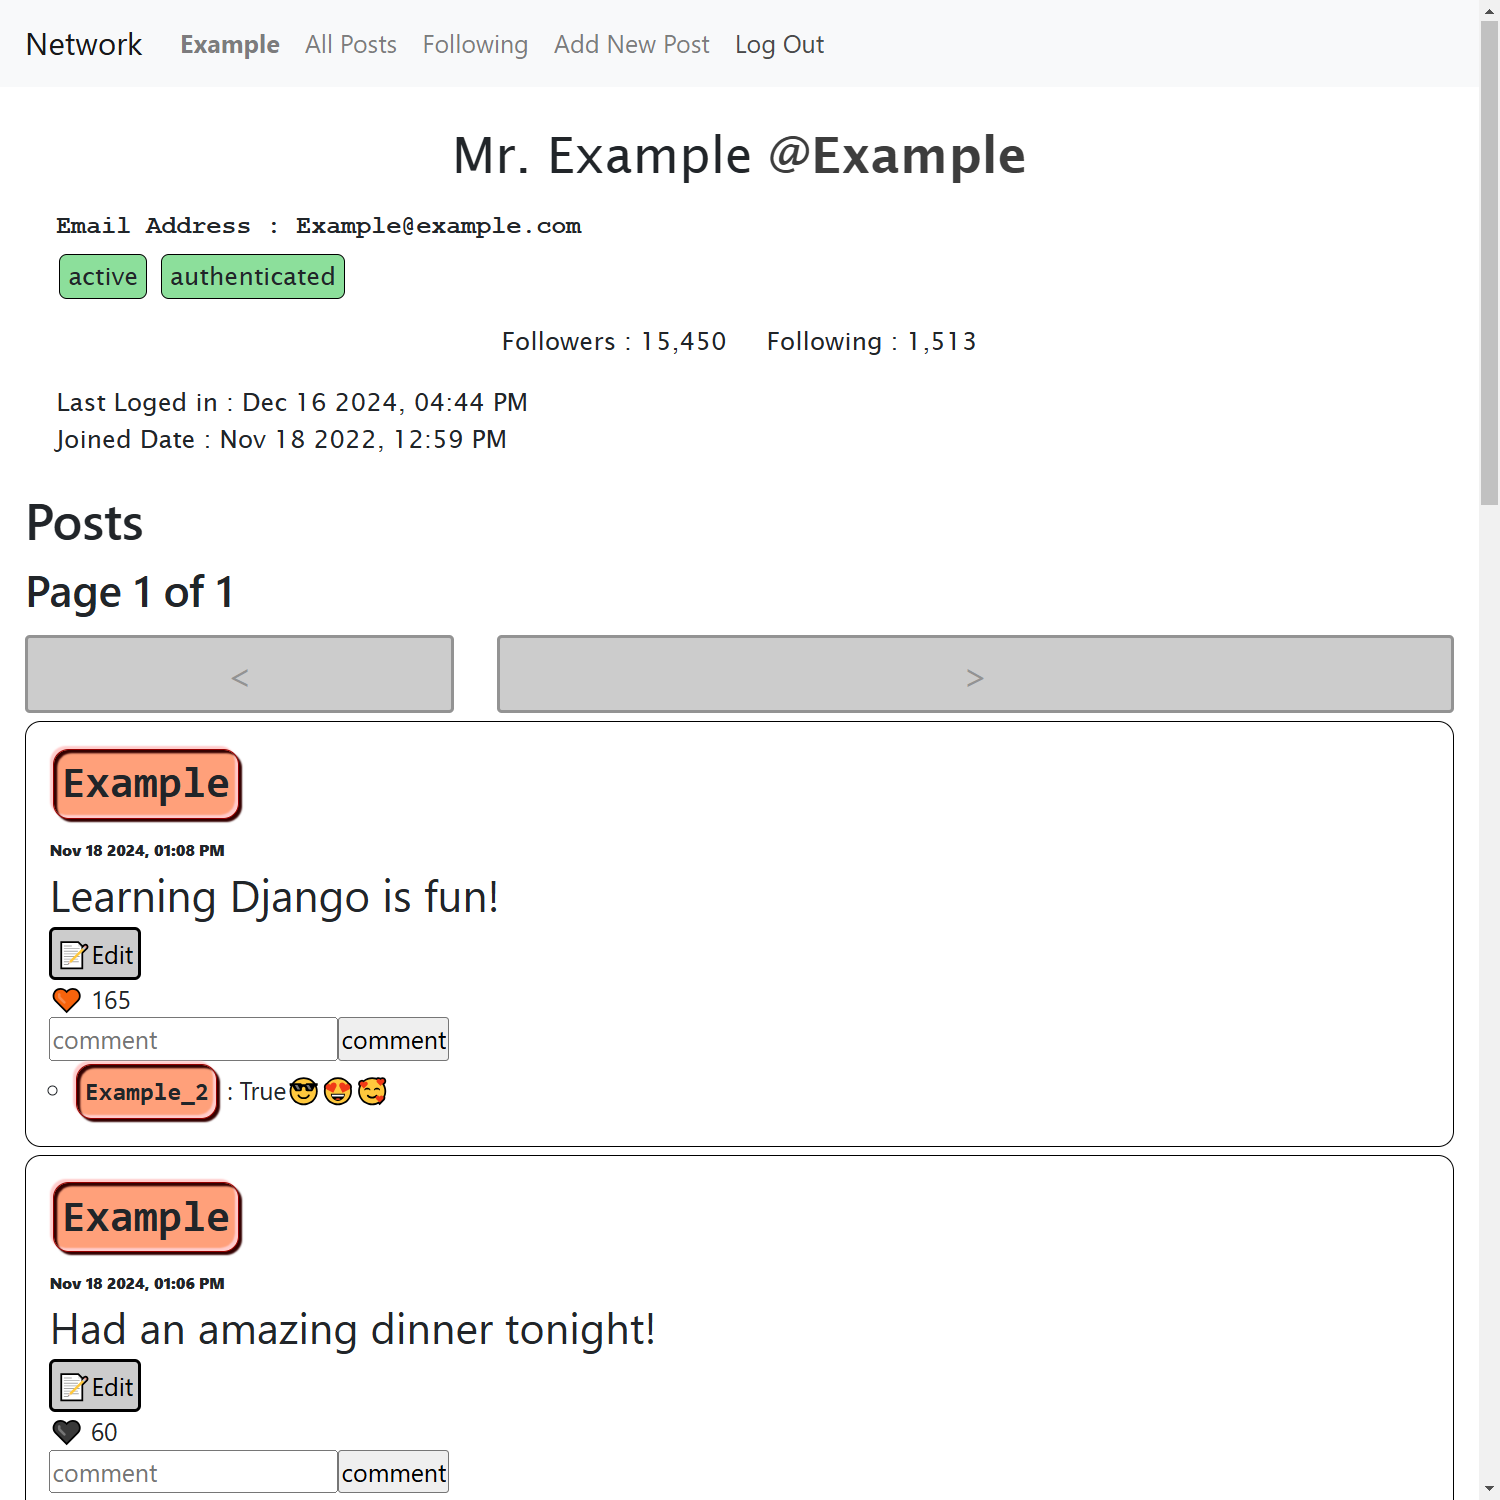 Network Example All Posts Following Add New Post Log Out
Mr. Example @Example
Email Address : Example@example.com
active authenticated
Followers : 15,450 Following : 1,513
Last Loged in : Dec 16 2024, 04:44 PM
Joined Date : Nov 18 2022, 12:59 PM
Posts
Page 1 of 1
< >
Example
Nov 18 2024, 01:08 PM
Learning Django is fun!
📝Edit
🧡 165
comment comment
Example_2 : True😎😍🥰
Example
Nov 18 2024, 01:06 PM
Had an amazing dinner tonight!
📝Edit
🖤 60
comment comment